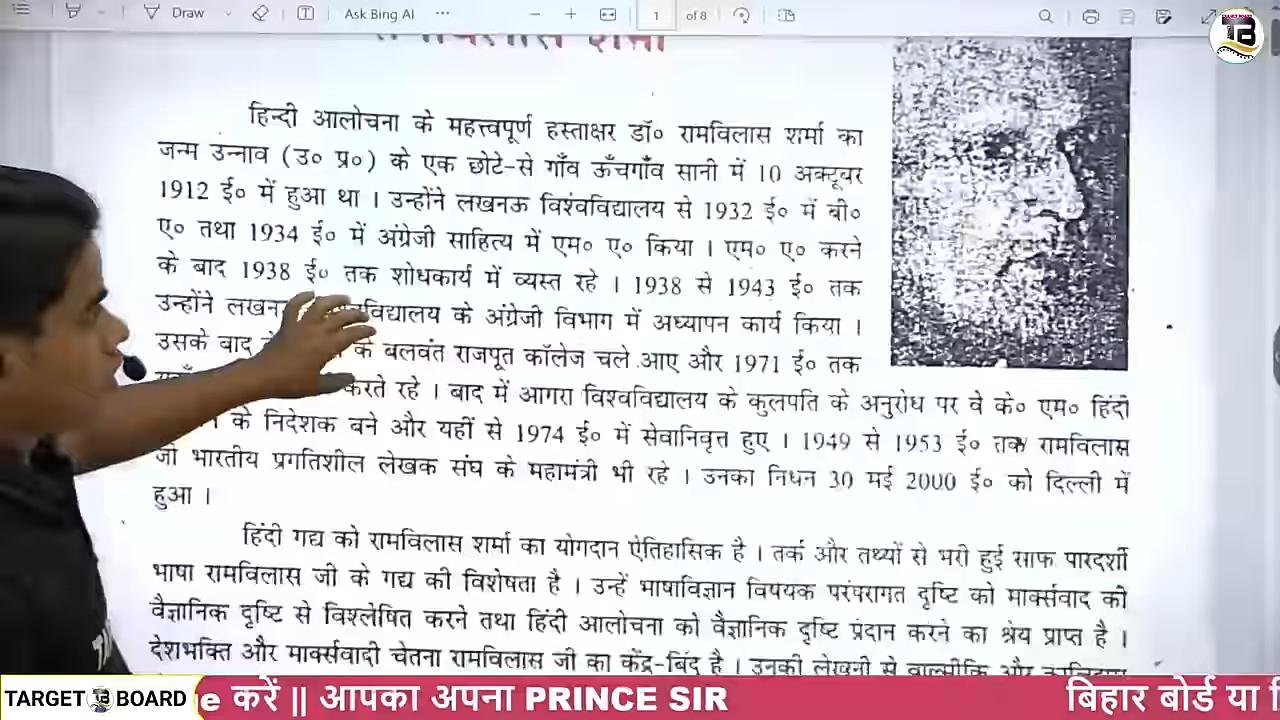 Draw
Ask Bing AI
1 of 8
TB
रामविलास शर्मा
हिन्दी आलोचना के महत्त्वपूर्ण हस्ताक्षर डॉ० रामविलास शर्मा का
जन्म उन्नाव (उ० प्र०) के एक छोटे-से गाँव ऊँचगाँव सानी में 10 अक्टूबर
1912 ई० में हुआ था । उन्होंने लखनऊ विश्वविद्यालय से 1932 ई० में बी०
ए० तथा 1934 ई० में अंग्रेजी साहित्य में एम० ए० किया । एम० ए० करने
के बाद 1938 ई० तक शोधकार्य में व्यस्त रहे । 1938 से 1943 ई० तक
उन्होंने विद्यालय के अंग्रेजी विभाग में अध्यापन कार्य किया ।
उसके बाद के बलवंत राजपूत कॉलेज चले आए और 1971 ई० तक
करते रहे । बाद में आगरा विश्वविद्यालय के कुलपति के अनुरोध पर वे के० एम० हिंदी
के निदेशक बने और यहीं से 1974 ई० में सेवानिवृत्त हुए । 1949 से 1953 ई० तक रामविलास
जी भारतीय प्रगतिशील लेखक संघ के महामंत्री भी रहे । उनका निधन 30 मई 2000 ई० को दिल्ली में
हुआ ।
हिंदी गद्य को रामविलास शर्मा का योगदान ऐतिहासिक है । तर्क और तथ्यों से भरी हुई साफ पारदर्शी
भाषा रामविलास जी के गद्य की विशेषता है । उन्हें भाषाविज्ञान विषयक परंपरागत दृष्टि को मार्क्सवाद की
वैज्ञानिक दृष्टि से विश्लेषित करने तथा हिंदी आलोचना को वैज्ञानिक दृष्टि प्रदान करने का श्रेय प्राप्त है ।
देशभक्ति और मार्क्सवादी चेतना रामविलास जी का केंद्र-बिंदु है । उनकी लेखनी से वाल्मीकि और
TARGET TB BOARD
e करें || आपका अपना PRINCE SIR
बिहार बोर्ड या